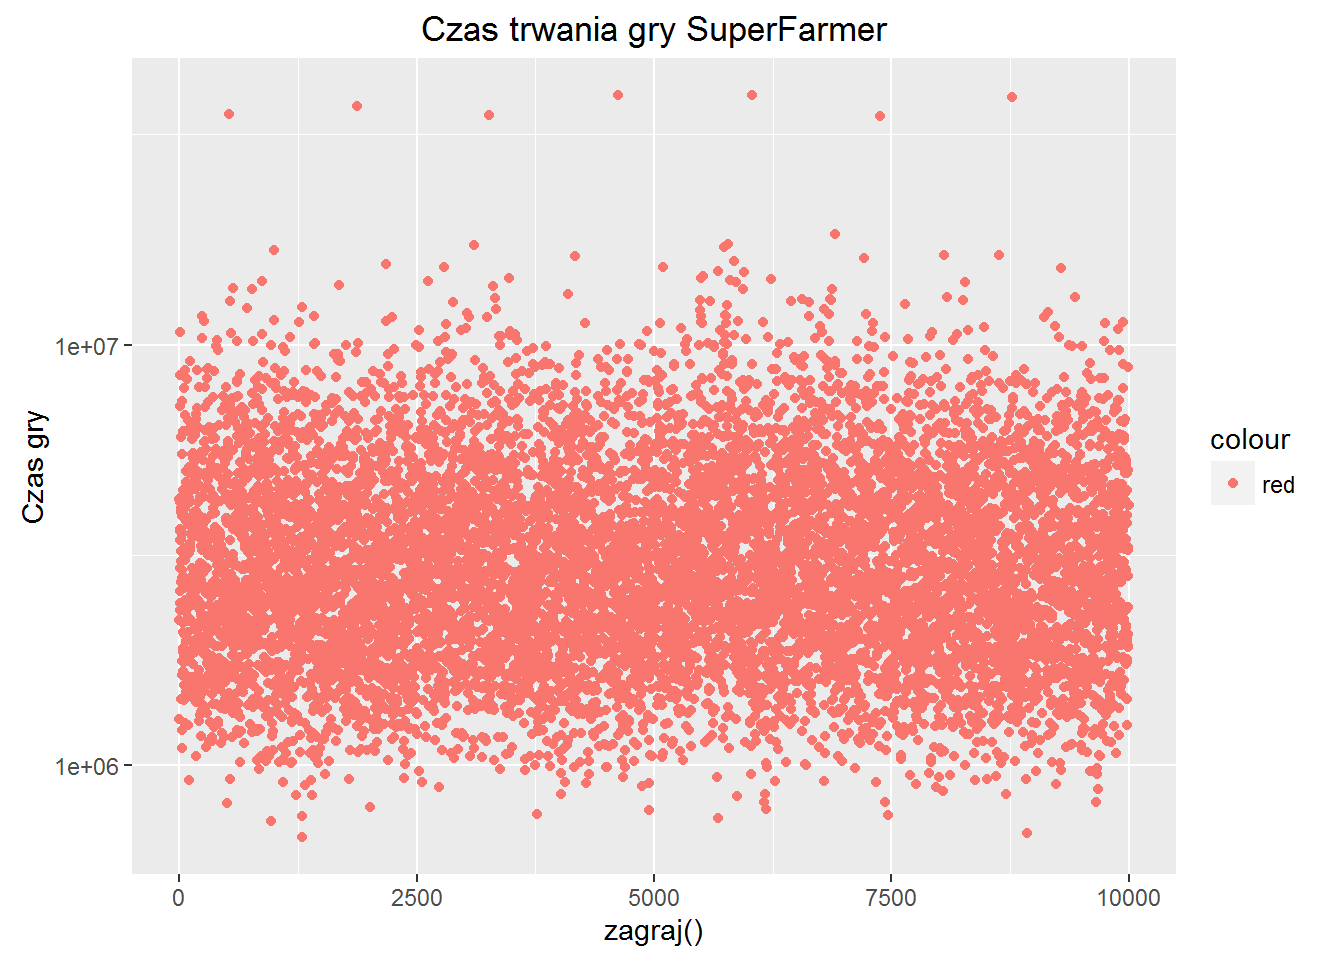 Czas trwania gry SuperFarmer
Czas gry
1e+07
1e+06
0
2500
5000
7500
10000
zagraj()
colour
red